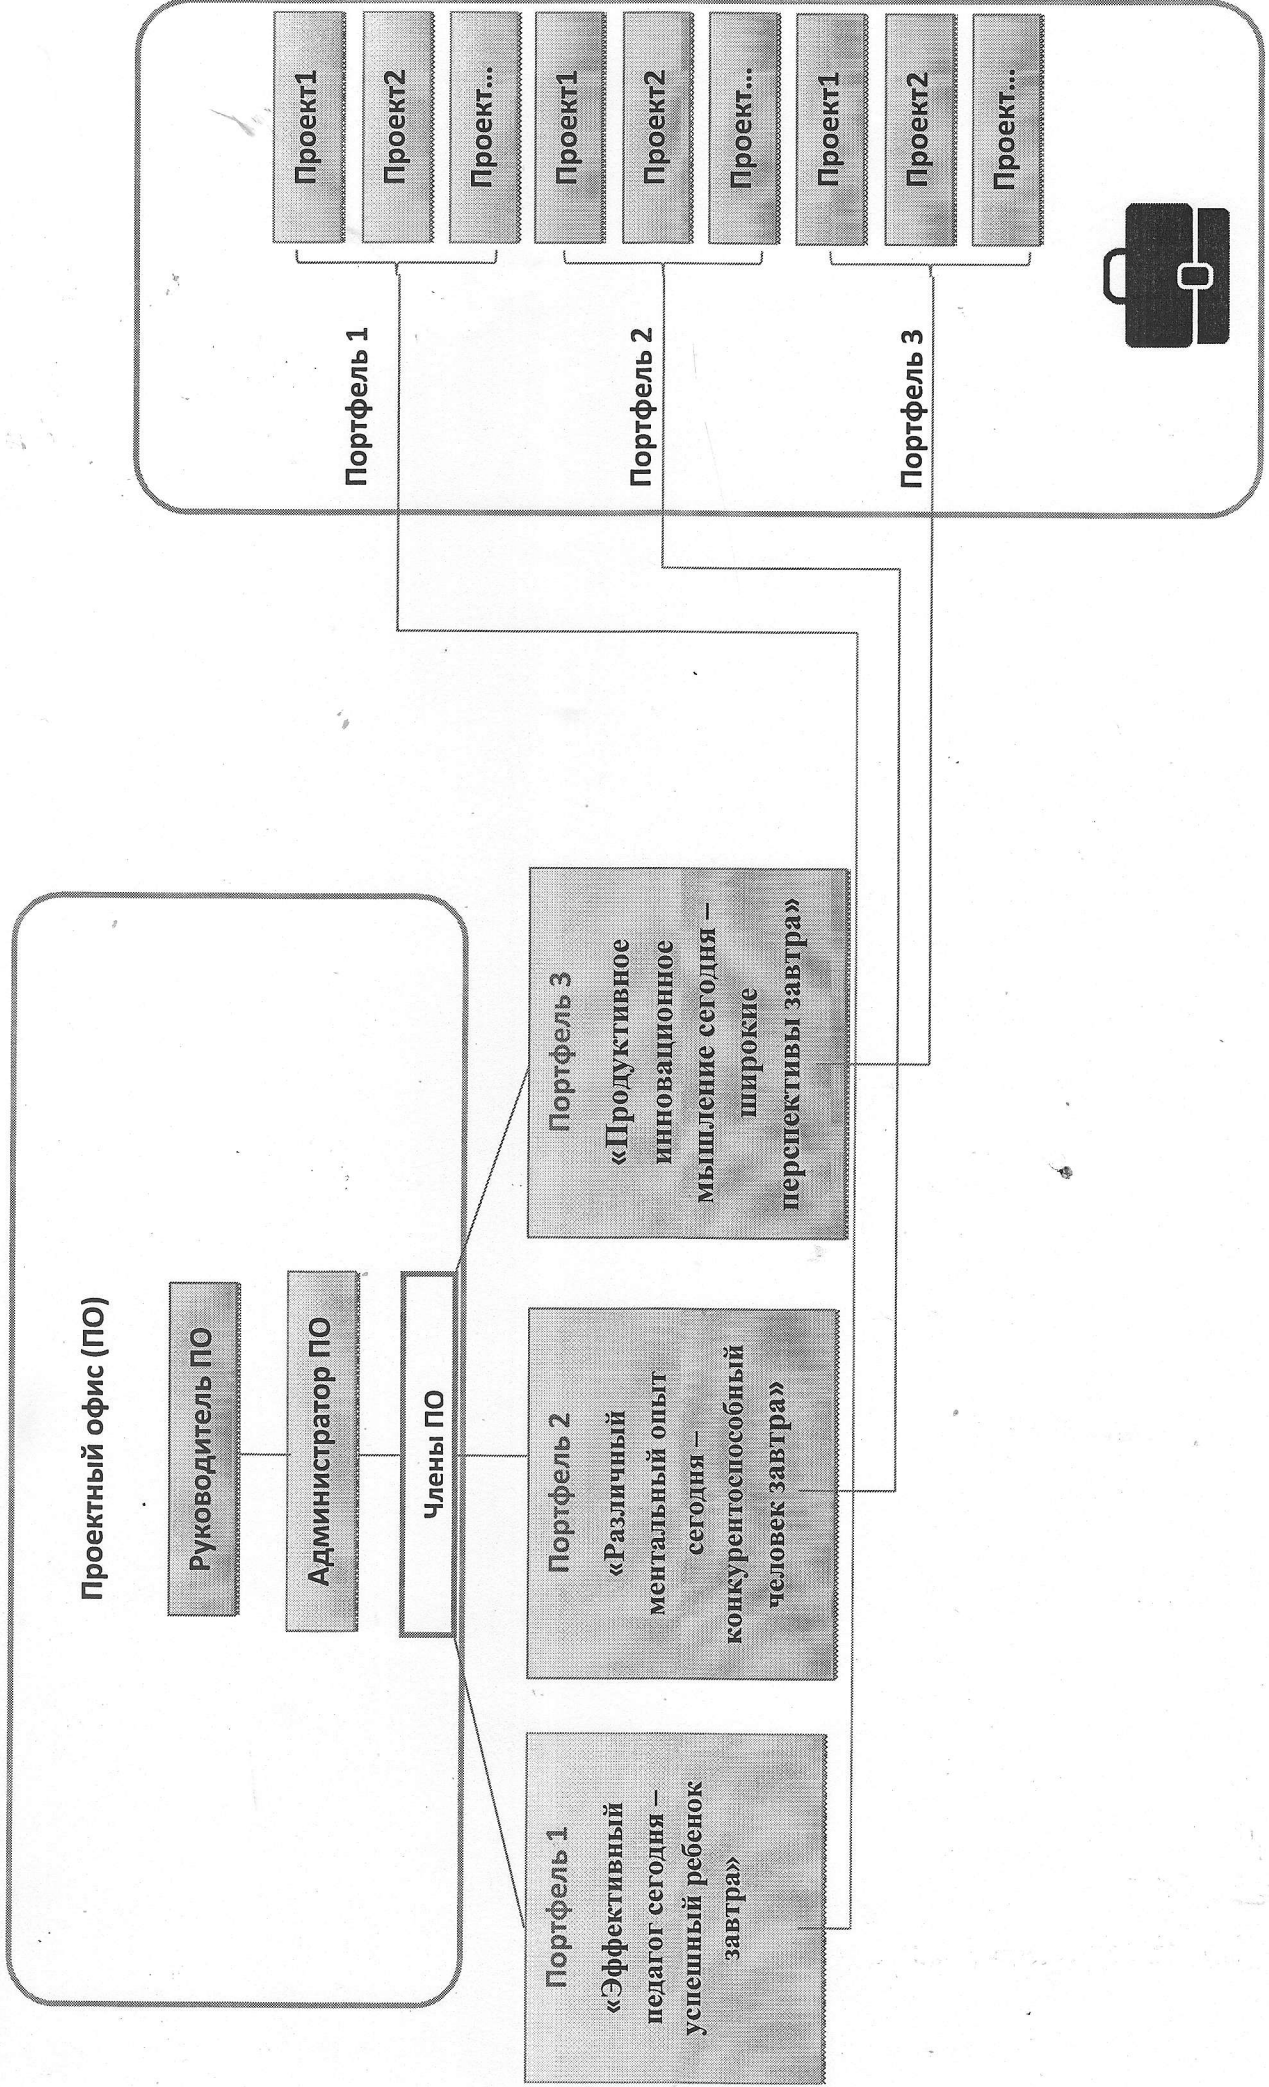 Проектный офис (ПО)
Руководитель ПО
Администратор ПО
Члены ПО
Портфель 1
«Эффективный
педагог сегодня –
успешный ребенок
завтра»
Портфель 2
«Различный
ментальный опыт
сегодня –
конкурентоспособный
человек завтра»
Портфель 3
«Продуктивное
инновационное
мышление сегодня –
широкие
перспективы завтра»
Портфель 1
Проект1
Проект2
Проект...
Портфель 2
Проект1
Проект2
Проект...
Портфель 3
Проект1
Проект2
Проект...